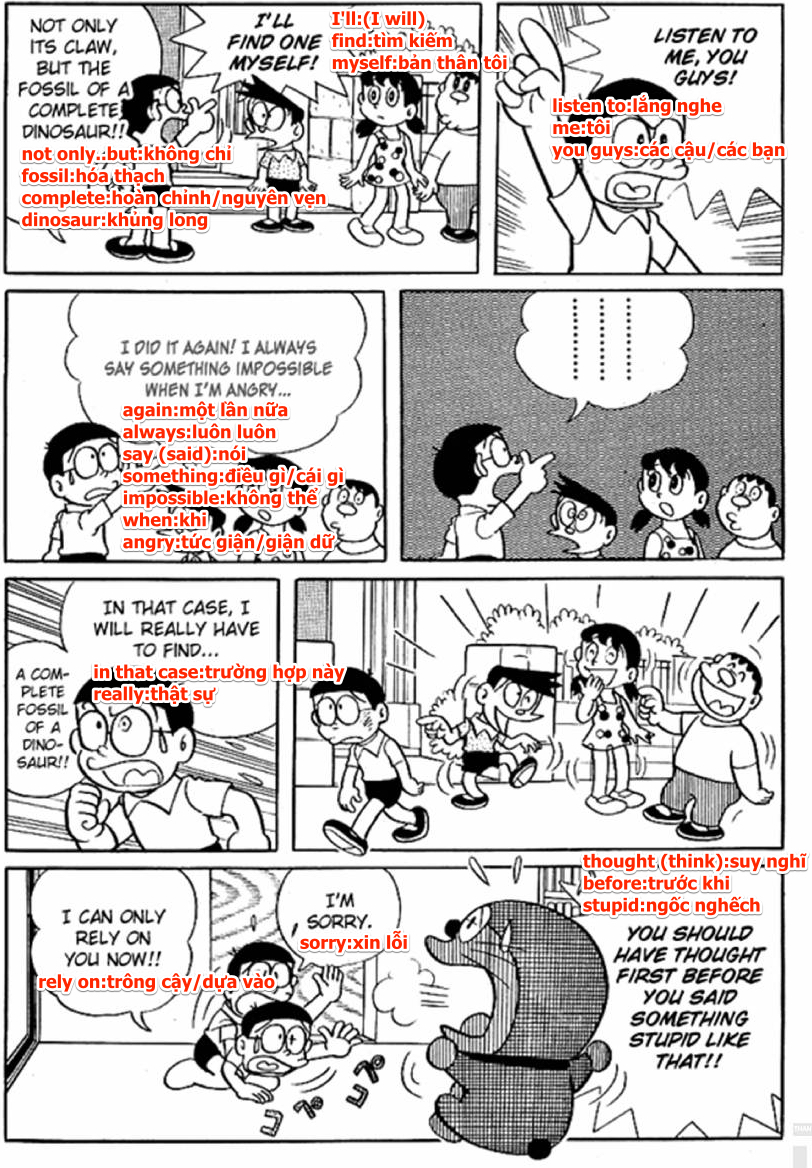 NOT ONLY
ITS CLAW,
BUT THE
FOSSIL OF A
COMPLETE
DINOSAUR!!
not only..:but:không chỉ
fossil:hóa thạch
complete:hoàn chỉnh/nguyên vẹn
dinosaur:khủng long
I'LL
FIND ONE
MYSELF!
I'll:(I will)
find:tìm kiếm
myself:bản thân tôi
LISTEN TO
ME, YOU
GUYS!
listen to:lắng nghe
me:tôi
you guys:các cậu/các bạn
I DID IT AGAIN! I ALWAYS
SAY SOMETHING IMPOSSIBLE
WHEN I'M ANGRY...
again:một lần nữa
always:luôn luôn
say (said):nói
something:điều gì/cái gì
impossible:không thể
when:khi
angry:tức giận/giận dữ
IN THAT CASE, I
WILL REALLY HAVE
TO FIND...
in that case:trường hợp này
really:thật sự
A COM-
PLETE
FOSSIL
OF A
DINO-
SAUR!!
I CAN ONLY
RELY ON
YOU NOW!!
rely on:trông cậy/dựa vào
I'M
SORRY.
sorry:xin lỗi
thought (think):suy nghĩ
before:trước khi
stupid:ngốc nghếch
YOU SHOULD
HAVE THOUGHT
FIRST BEFORE
YOU SAID
SOMETHING
STUPID LIKE
THAT!!
コプ コプ